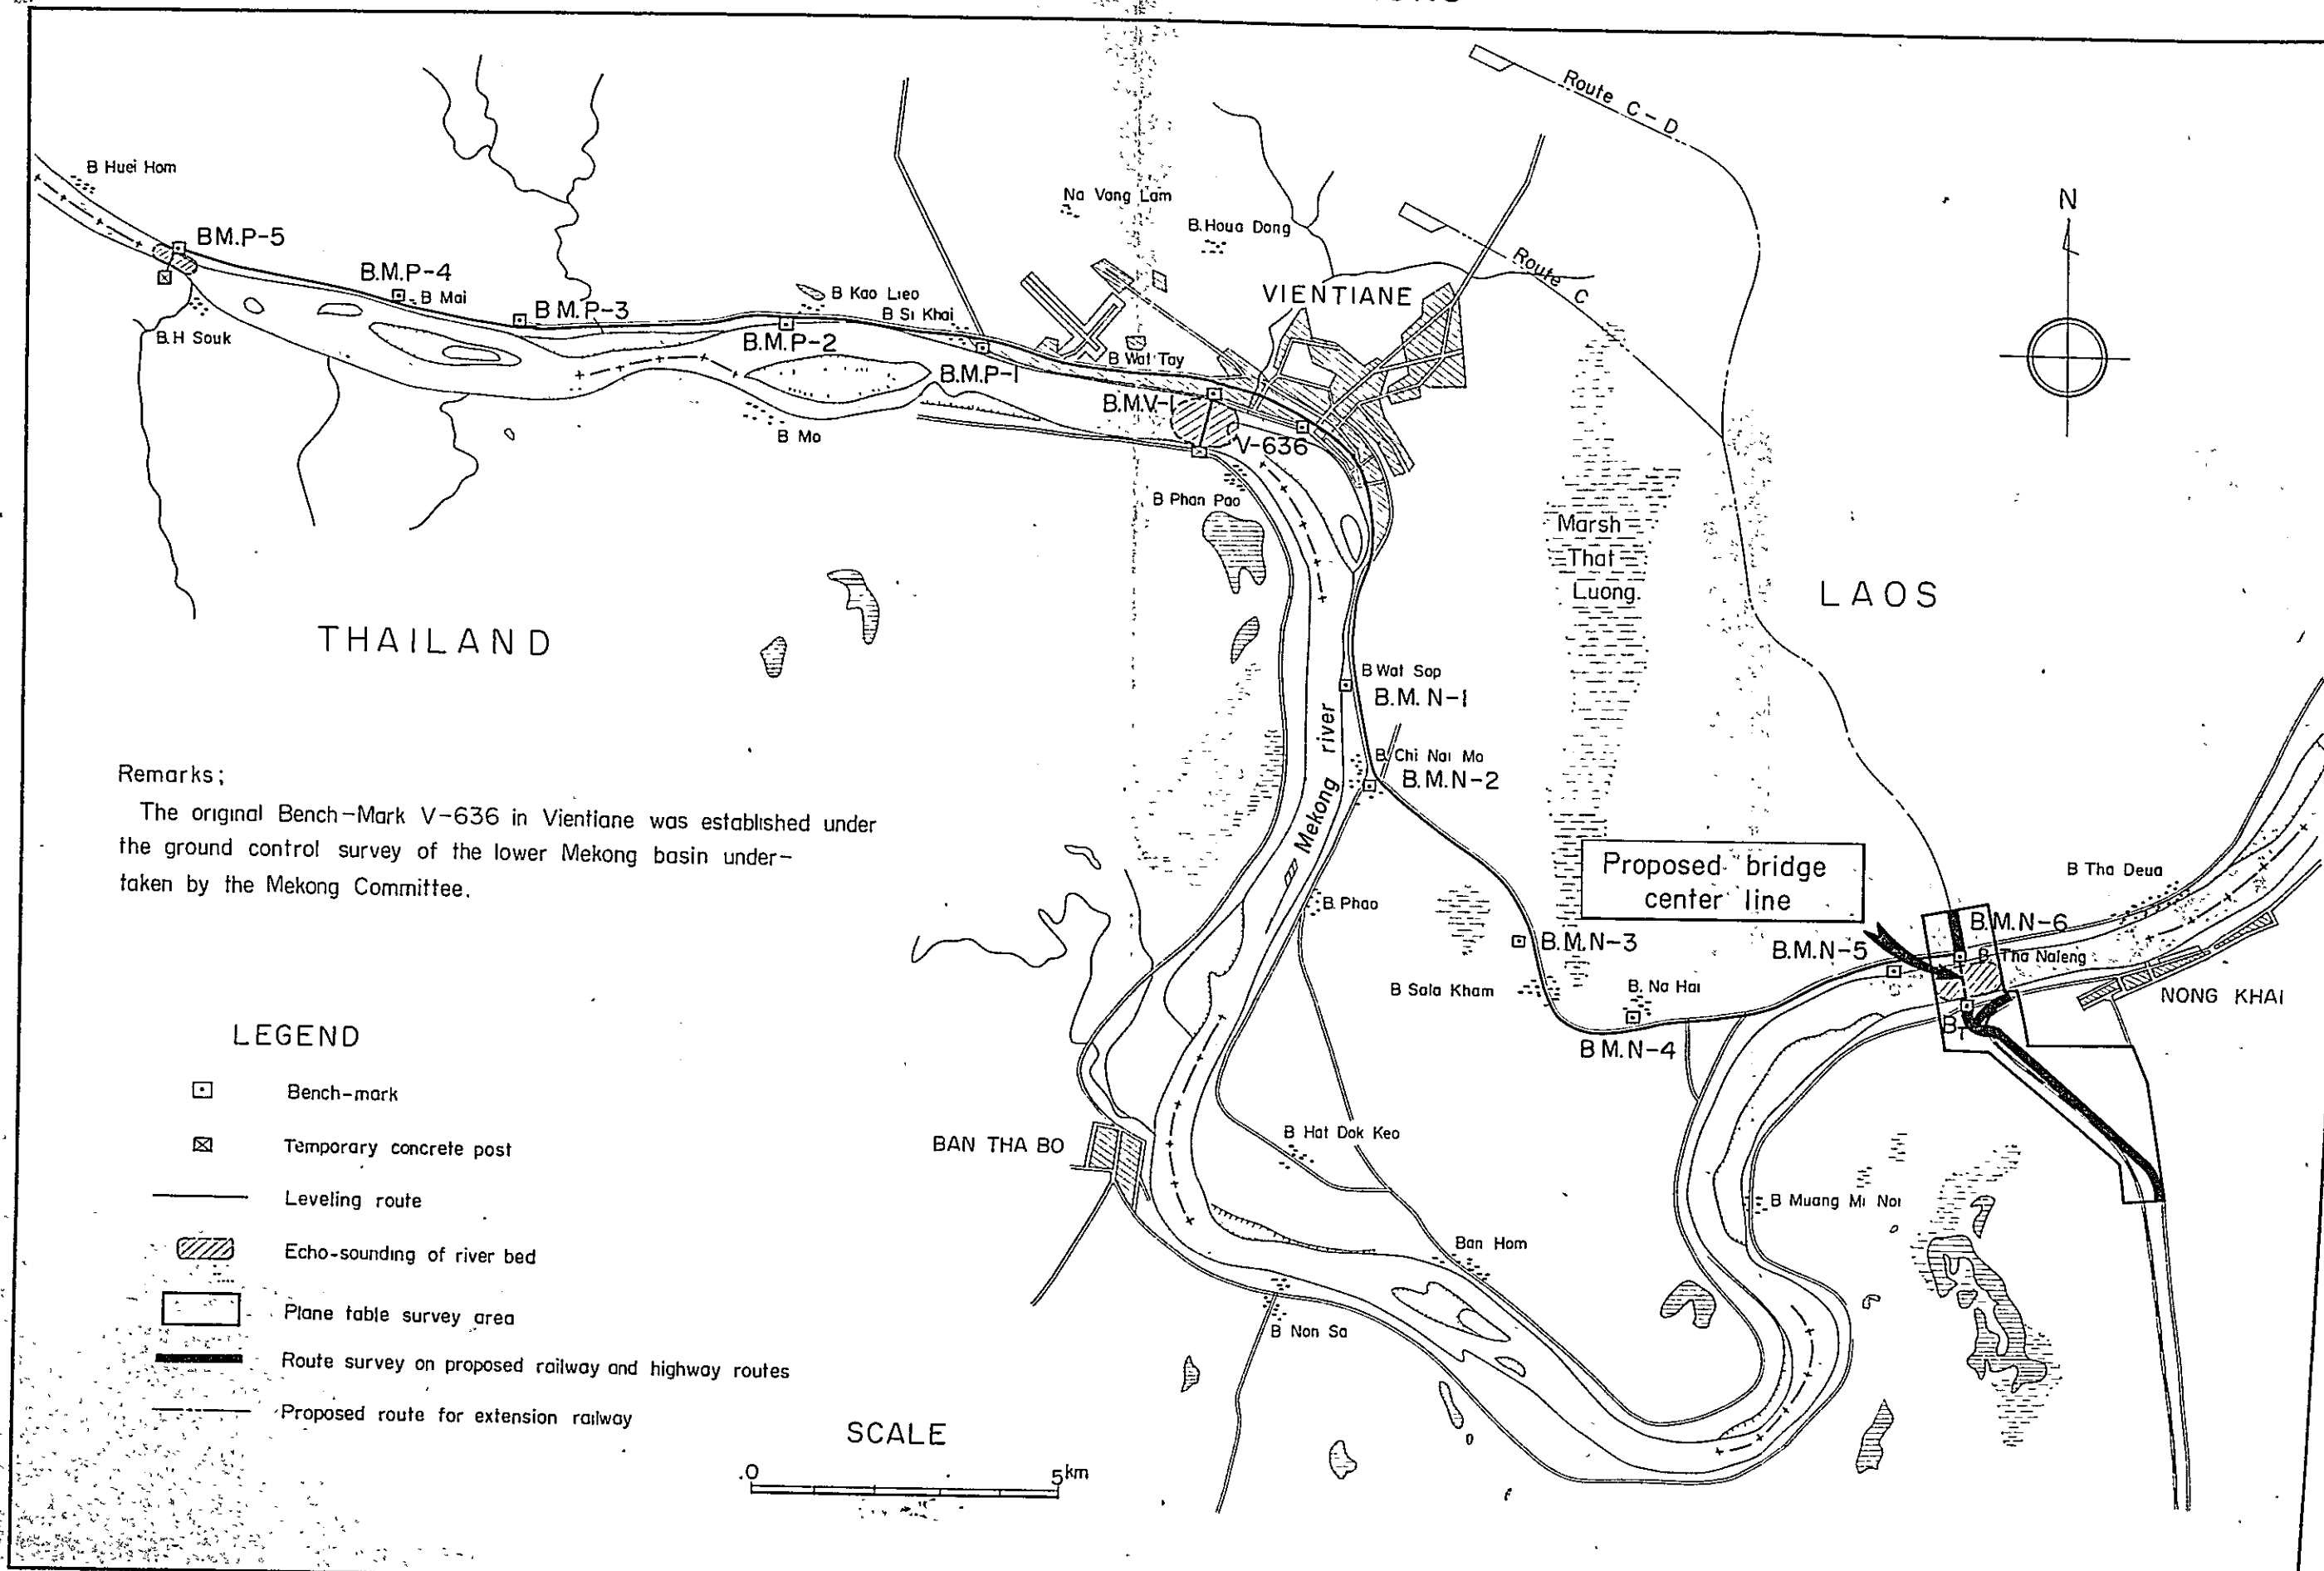 Route C-D
B Huei Hom
Na Vang Lam
B. Houa Dong
N
BM.P-5
Route C
B.M.P-4
B Mai
B Kao Lieo
VIENTIANE
B M.P-3
B Si Khai
B.H Souk
B.M.P-2
B Wat Tay
B.M.P-1
B.M.V-1
B Mo
V-636
B Phan Pao
Marsh
That
Luong.
LAOS
THAILAND
B Wat Sop
B.M. N-1
Mekong river
B. Chi Nai Mo
B.M.N-2
Remarks;
The original Bench-Mark V-636 in Vientiane was established under
the ground control survey of the lower Mekong basin under-
taken by the Mekong Committee.
Proposed bridge
center line
B Tha Deua
B. Phao
B.M.N-6
B.M.N-3
B.M.N-5
B. Tha Naleng
B Sala Kham
B. Na Hai
NONG KHAI
B M.N-4
LEGEND
Bench-mark
BAN THA BO
B Hat Dok Keo
Temporary concrete post
Leveling route
B Muang Mi Noi
Ban Hom
Echo-sounding of river bed
Plane table survey area
B Non Sa
Route survey on proposed railway and highway routes
Proposed route for extension railway
SCALE
0 5km